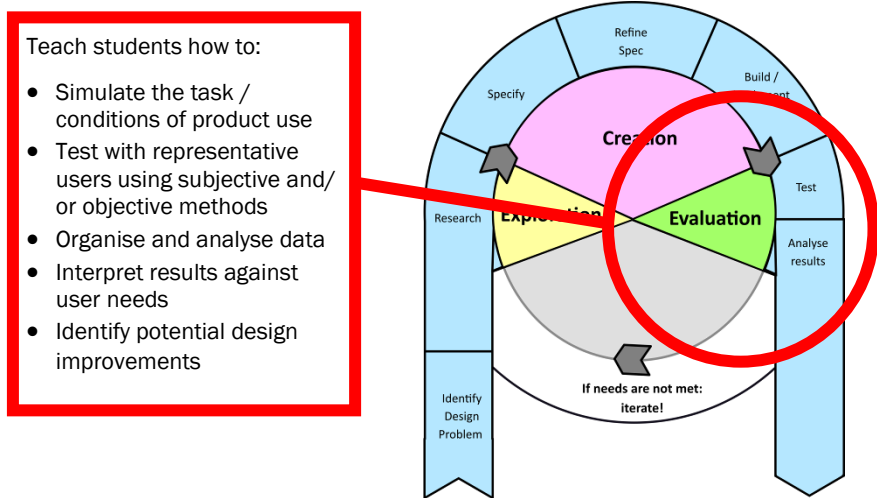 Teach students how to:
• Simulate the task /
conditions of product use
• Test with representative
users using subjective and/
or objective methods
• Organise and analyse data
• Interpret results against
user needs
• Identify potential design
improvements
Refine
Spec
Specify
Build /
Creation
Research
Exploration
Evaluation
Test
Analyse
results
If needs are not met:
iterate!
Identify
Design
Problem